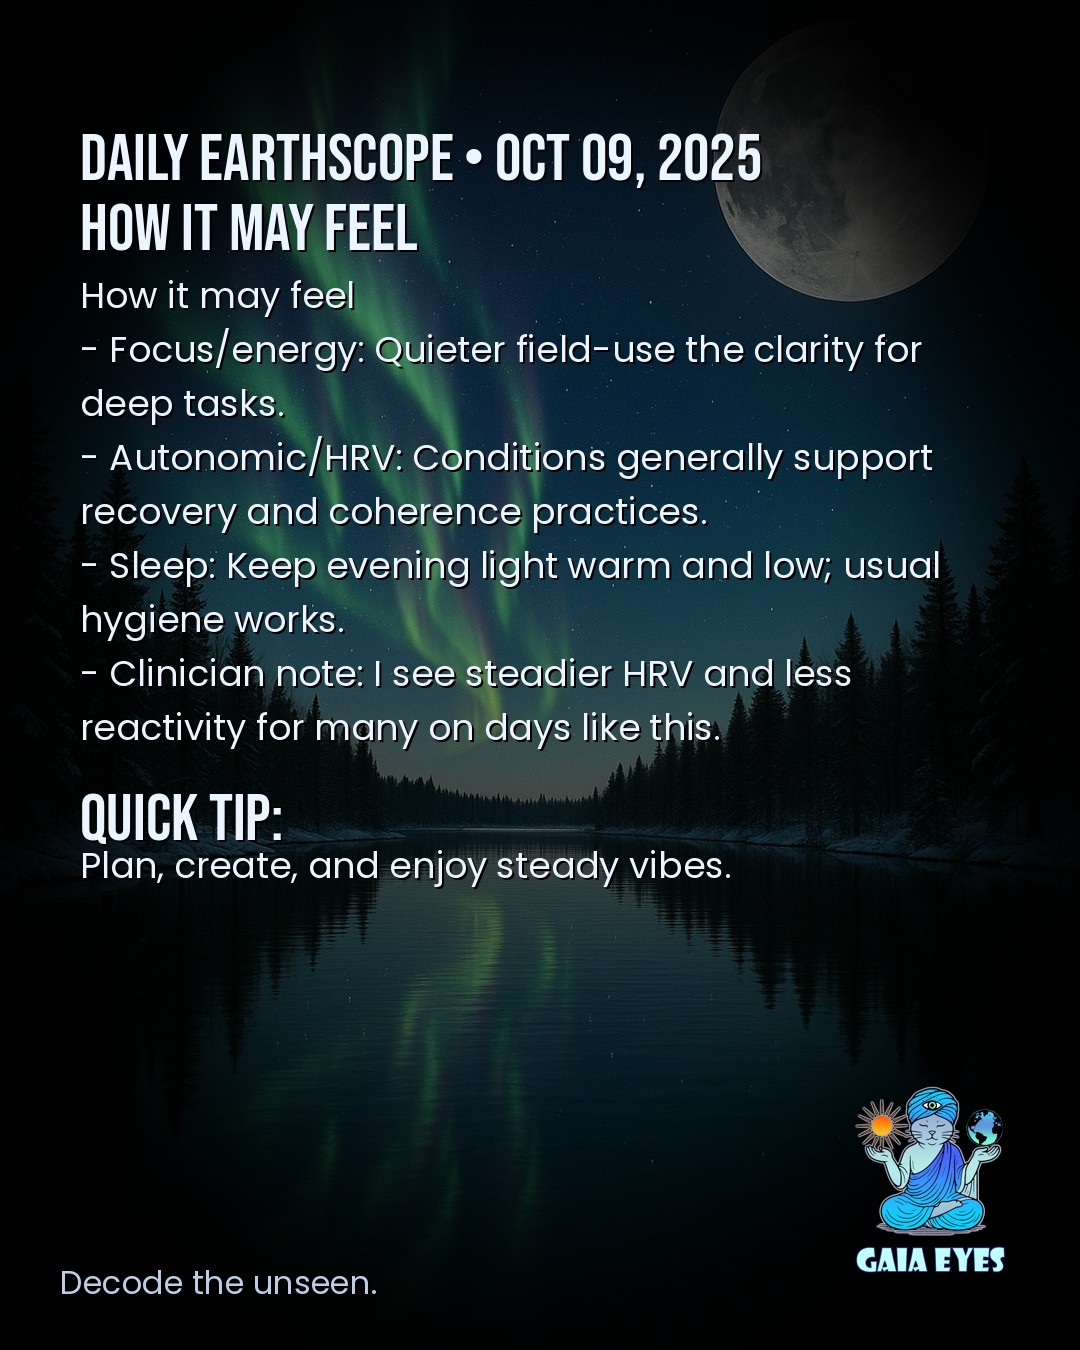 DAILY EARTHSCOPE • OCT 09, 2025
HOW IT MAY FEEL
How it may feel
- Focus/energy: Quieter field-use the clarity for
deep tasks.
- Autonomic/HRV: Conditions generally support
recovery and coherence practices.
- Sleep: Keep evening light warm and low; usual
hygiene works.
- Clinician note: I see steadier HRV and less
reactivity for many on days like this.
QUICK TIP:
Plan, create, and enjoy steady vibes.
GAIA EYES
Decode the unseen.